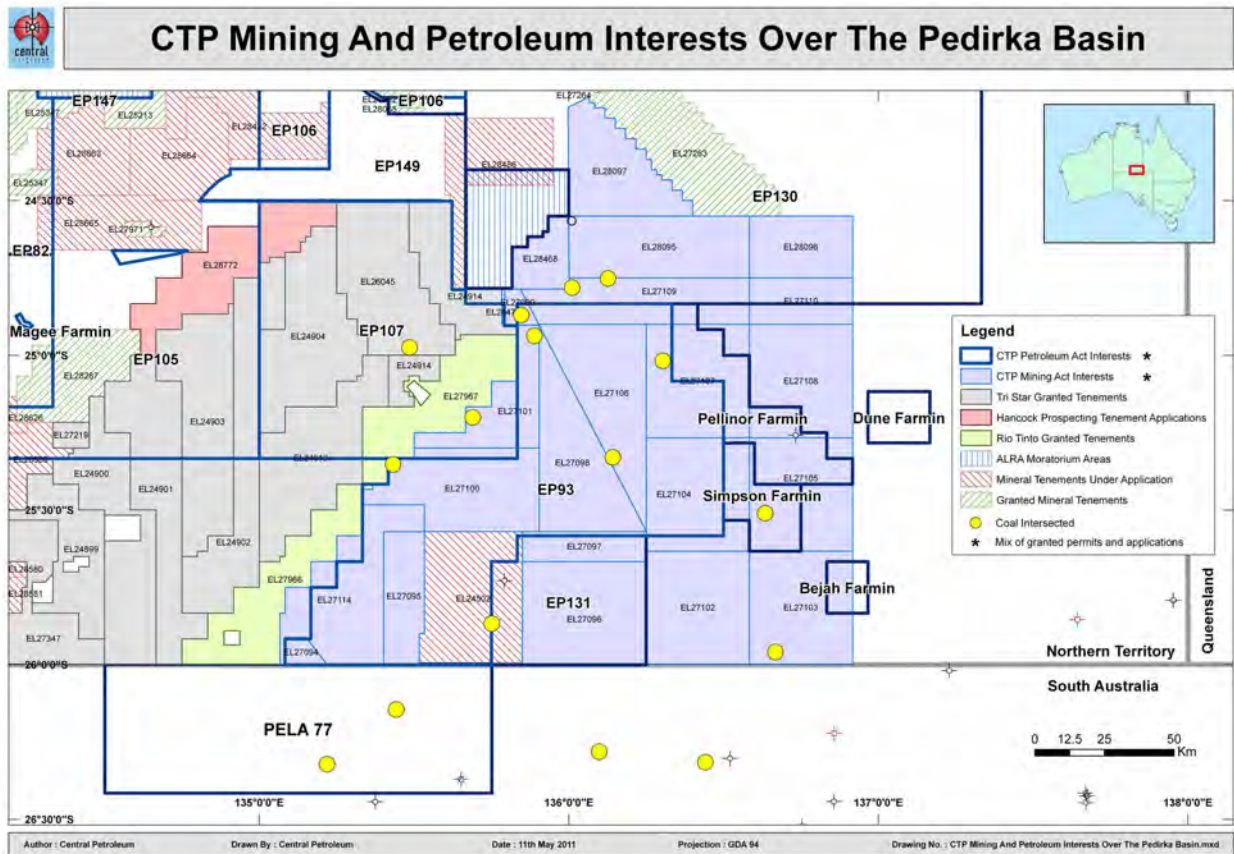 central
CTP Mining And Petroleum Interests Over The Pedirka Basin
EP147
EP106
EL27264
EL25347
EL28213
EP106
EL28663
EL28664
EP149
EL28486
EL27263
EL25347
EL28097
EP130
24°30'0"S
EL28665
EL27971
EP82
EL28772
EL28095
EL28096
EL28468
EL26045
EL27109
EL24914
EL27110
Magee Farmin
EL24904
EP107
25°0'0"S
EP105
EL24914
EL28267
EL27967
EL27106
EL27107
EL27108
EL28626
EL27101
EL24903
EL27219
Pellinor Farmin
Dune Farmin
EL24900
EL27098
EL27105
EL24901
EL27100
EP93
EL27104
Simpson Farmin
25°30'0"S
EL24902
EL24899
EL27097
EL28580
EL27966
EL28581
EL27114
EL27095
EL24502
EP131
EL27102
EL27103
Bejah Farmin
EL27096
EL27347
EL27094
26°0'0"S
Northern Territory
Queensland
South Australia
PELA 77
0 12.5 25 50
Km
135°0'0"E
136°0'0"E
137°0'0"E
138°0'0"E
26°30'0"S
Legend
CTP Petroleum Act Interests *
CTP Mining Act Interests *
Tri Star Granted Tenements
Hancock Prospecting Tenement Applications
Rio Tinto Granted Tenements
ALRA Moratorium Areas
Mineral Tenements Under Application
Granted Mineral Tenements
Coal Intersected
* Mix of granted permits and applications
Author : Central Petroleum
Drawn By : Central Petroleum
Date : 11th May 2011
Projection : GDA 94
Drawing No. : CTP Mining And Petroleum Interests Over The Pedirka Basin.mxd